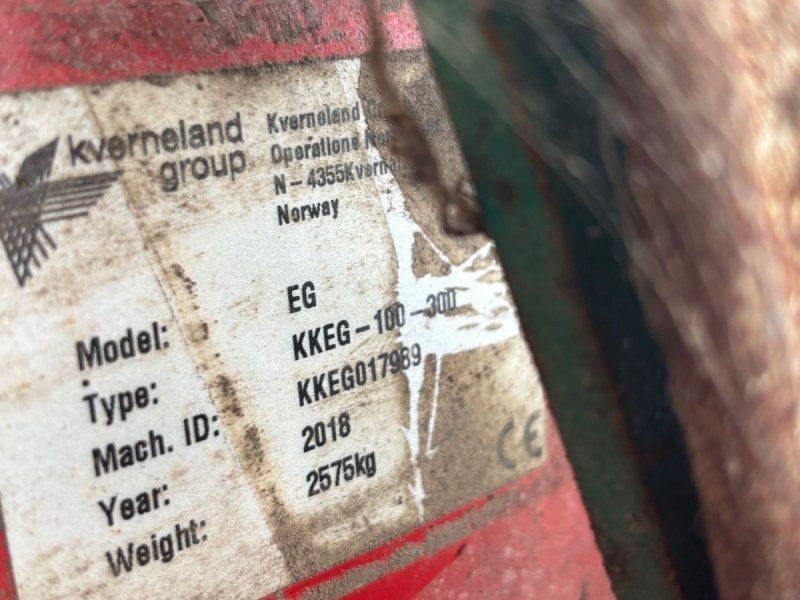 kverneland
group
Kverneland
Operations
N-4355Kvern
Norway
Model: EG
Type: KKEG-100-300
Mach. ID: KKEG017989
Year: 2018
Weight: 2575kg
CE